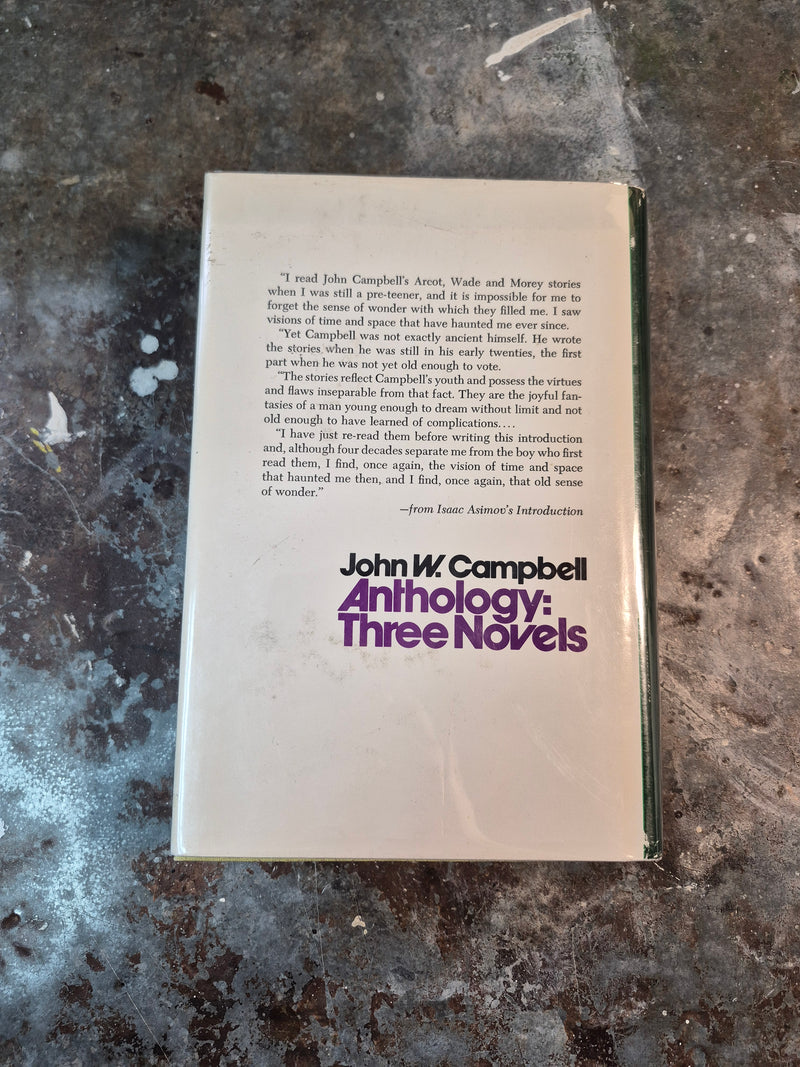 “I read John Campbell’s Arcot, Wade and Morey stories
when I was still a pre-teener, and it is impossible for me to
forget the sense of wonder with which they filled me. I saw
visions of time and space that have haunted me ever since.
“Yet Campbell was not exactly ancient himself. He wrote
the stories when he was still in his early twenties, the first
part when he was not yet old enough to vote.
“The stories reflect Campbell’s youth and possess the virtues
and flaws inseparable from that fact. They are the joyful fan-
tasies of a man young enough to dream without limit and not
old enough to have learned of complications....
“I have just re-read them before writing this introduction
and, although four decades separate me from the boy who first
read them, I find, once again, the vision of time and space
that haunted me then, and I find, once again, that old sense
of wonder.”
—from Isaac Asimov’s Introduction
John W. Campbell
Anthology:
Three Novels